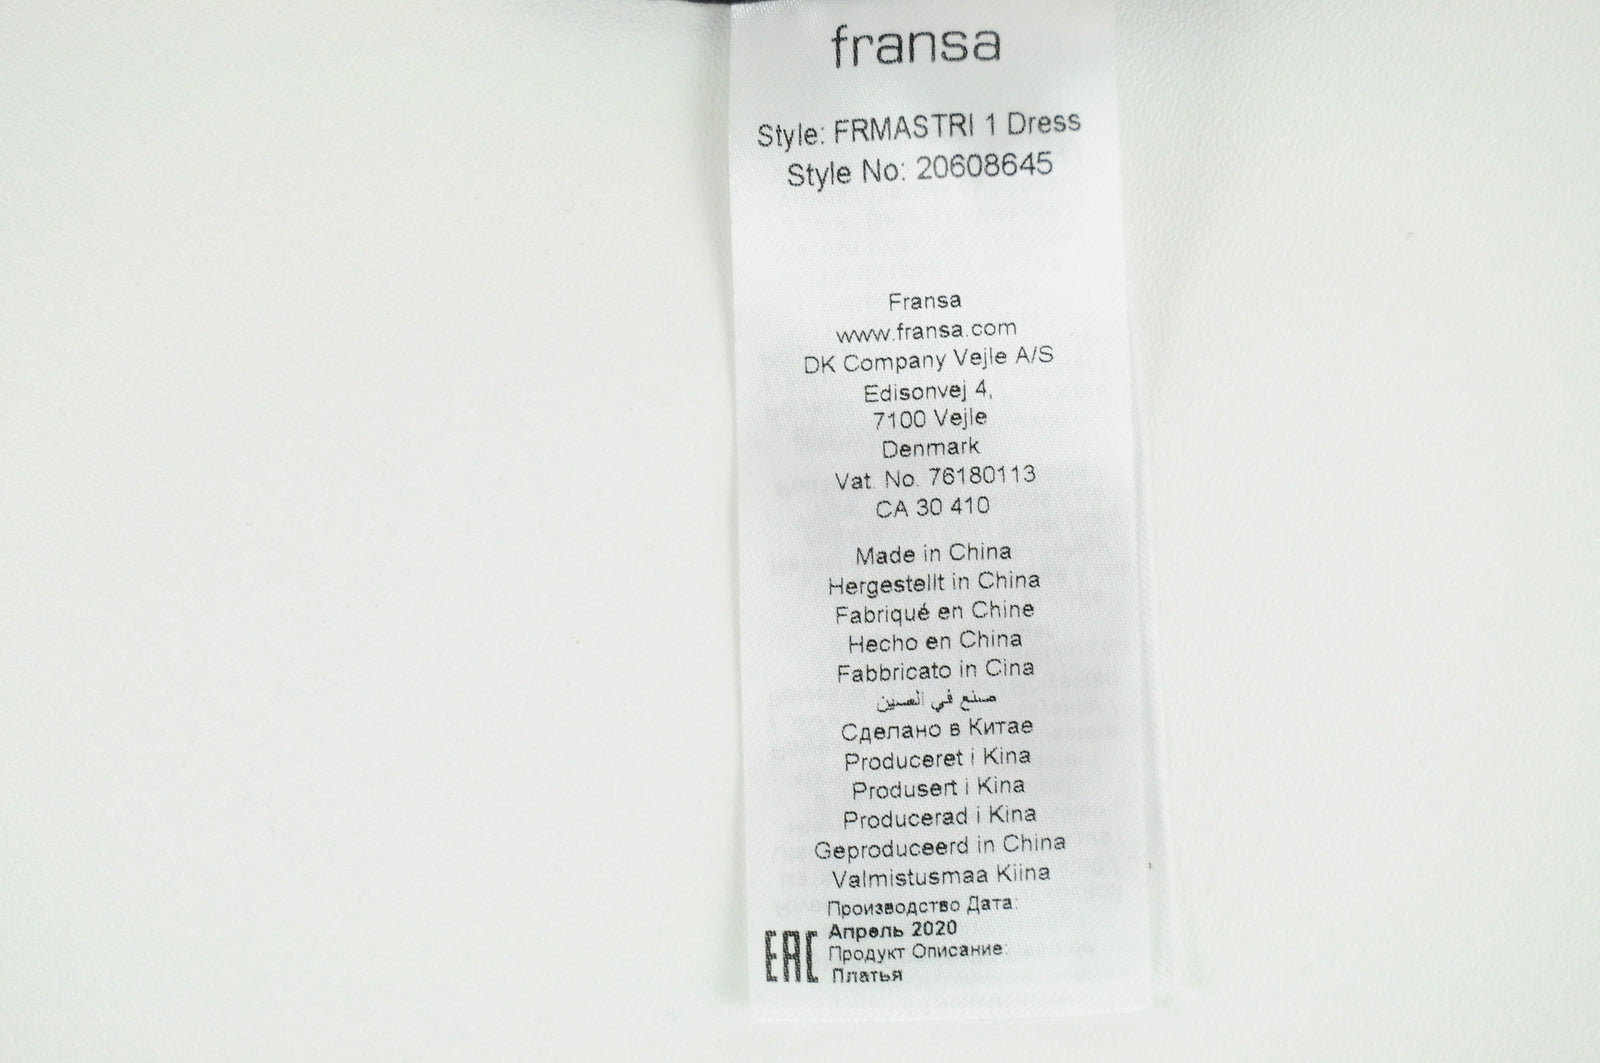 fransa
Style: FRMASTRI 1 Dress
Style No: 20608645
Fransa
www.fransa.com
DK Company Vejle A/S
Edisonvej 4,
7100 Vejle
Denmark
Vat. No. 76180113
CA 30 410
Made in China
Hergestellt in China
Fabriqué en Chine
Hecho en China
Fabbricato in Cina
صنع في الصين
Сделано в Китае
Produceret i Kina
Produsert i Kina
Producerad i Kina
Geproduceerd in China
Valmistusmaa Kiina
Производство Дата:
Апрель 2020
Продукт Описание:
Платья
EAC